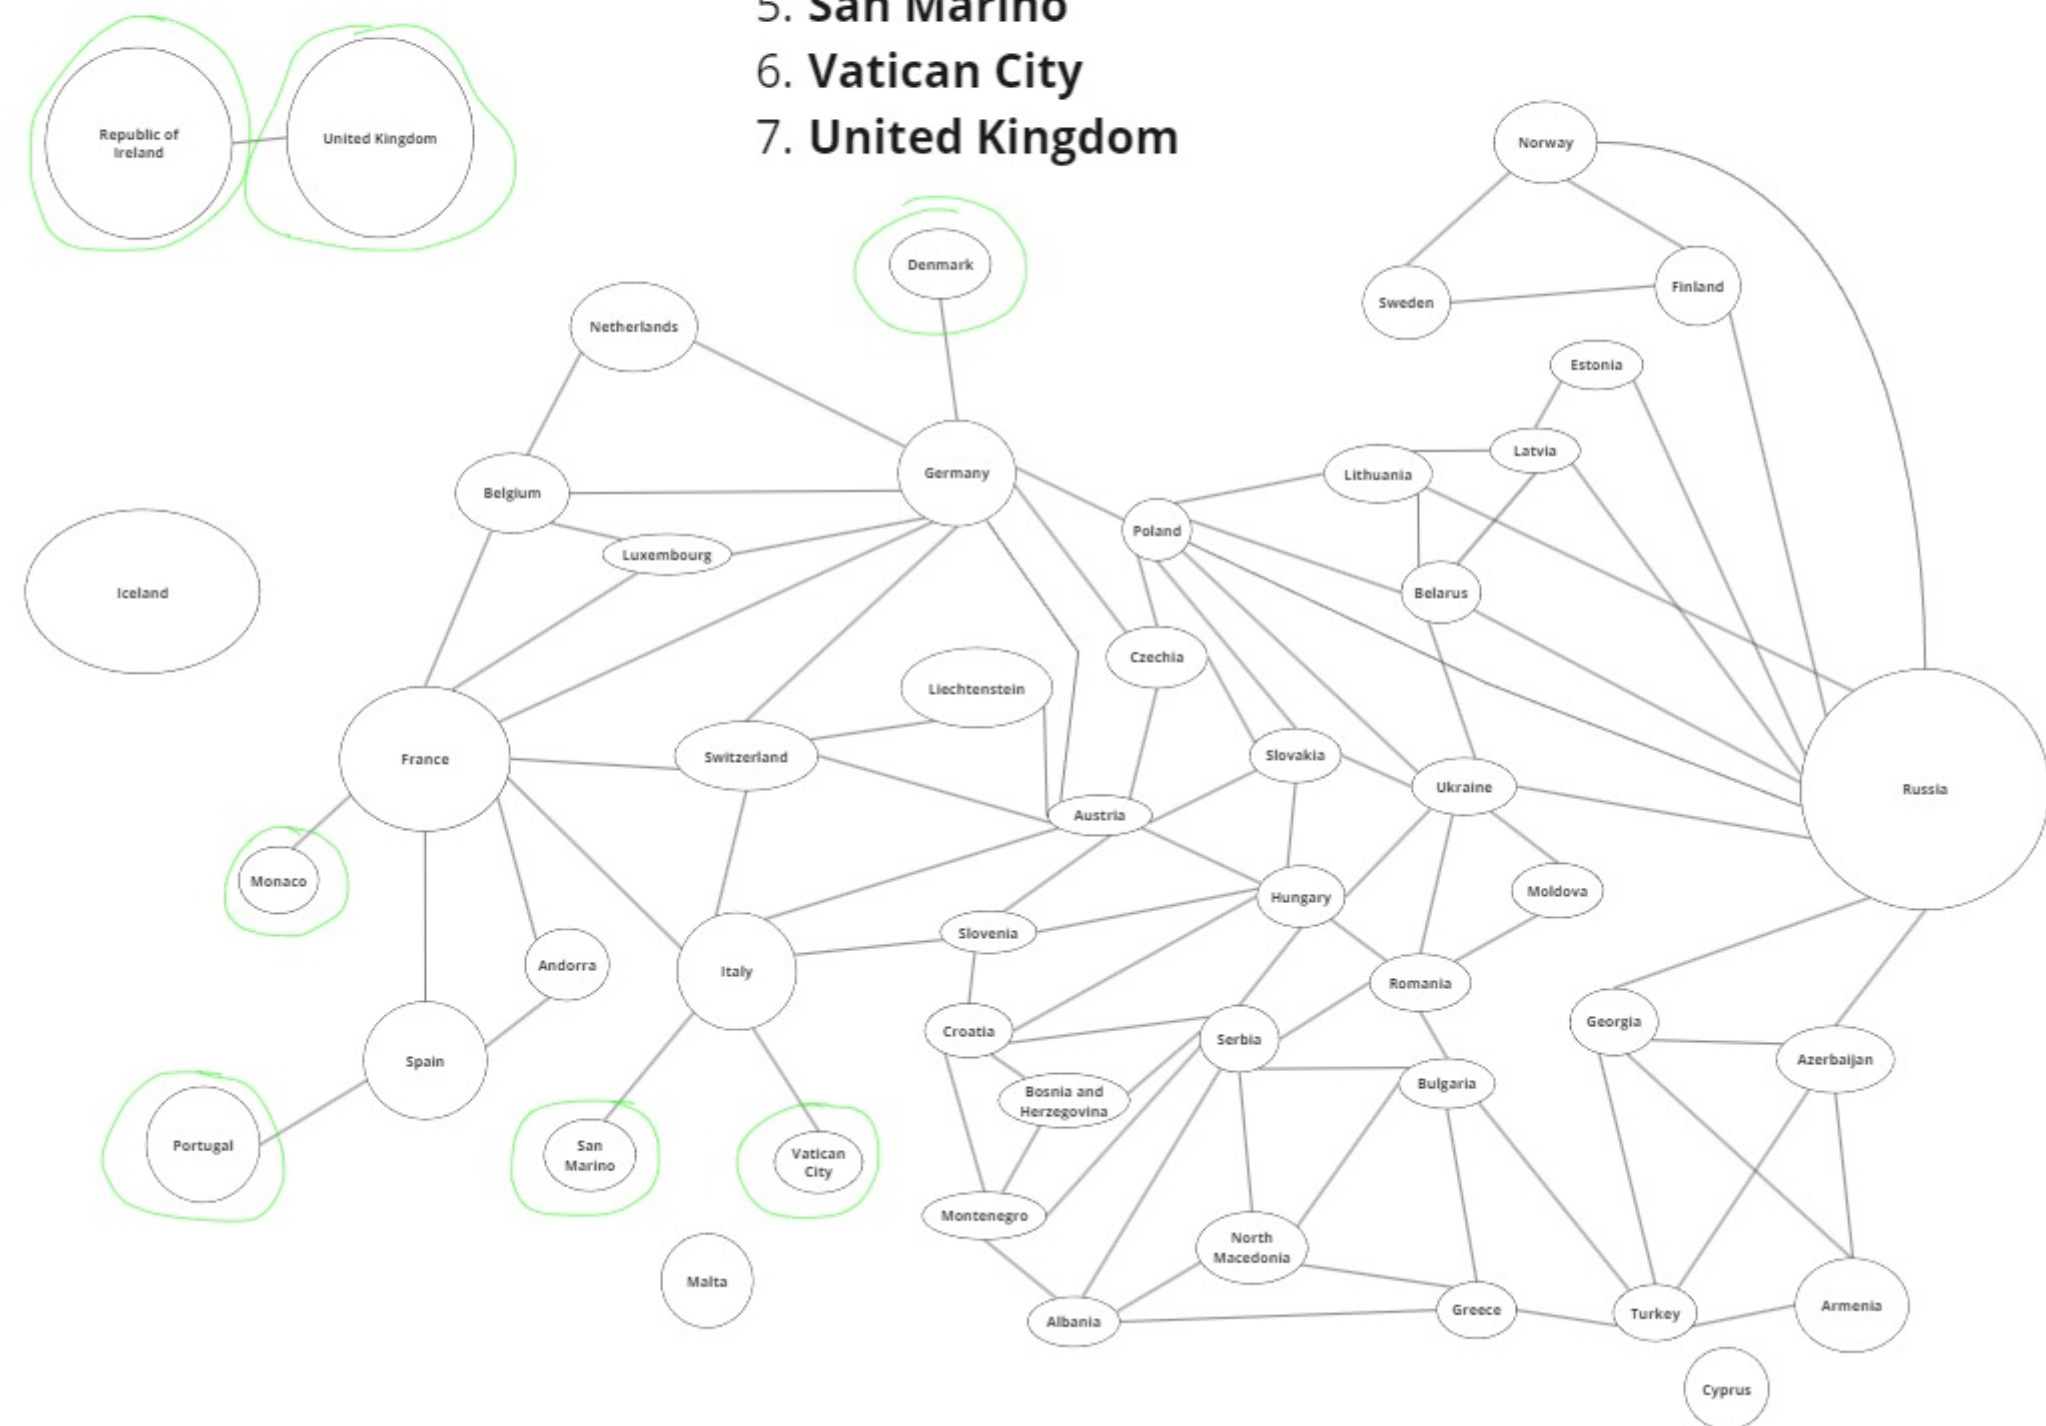 5. San Marino
6. Vatican City
7. United Kingdom
Republic of
Ireland
United Kingdom
Norway
Denmark
Sweden
Finland
Netherlands
Estonia
Latvia
Lithuania
Germany
Belgium
Poland
Luxembourg
Iceland
Belarus
Czechia
Liechtenstein
France
Switzerland
Slovakia
Ukraine
Russia
Austria
Monaco
Hungary
Moldova
Slovenia
Andorra
Italy
Romania
Georgia
Croatia
Serbia
Azerbaijan
Spain
Bulgaria
Bosnia and
Herzegovina
Portugal
San
Marino
Vatican
City
Montenegro
North
Macedonia
Malta
Albania
Greece
Turkey
Armenia
Cyprus